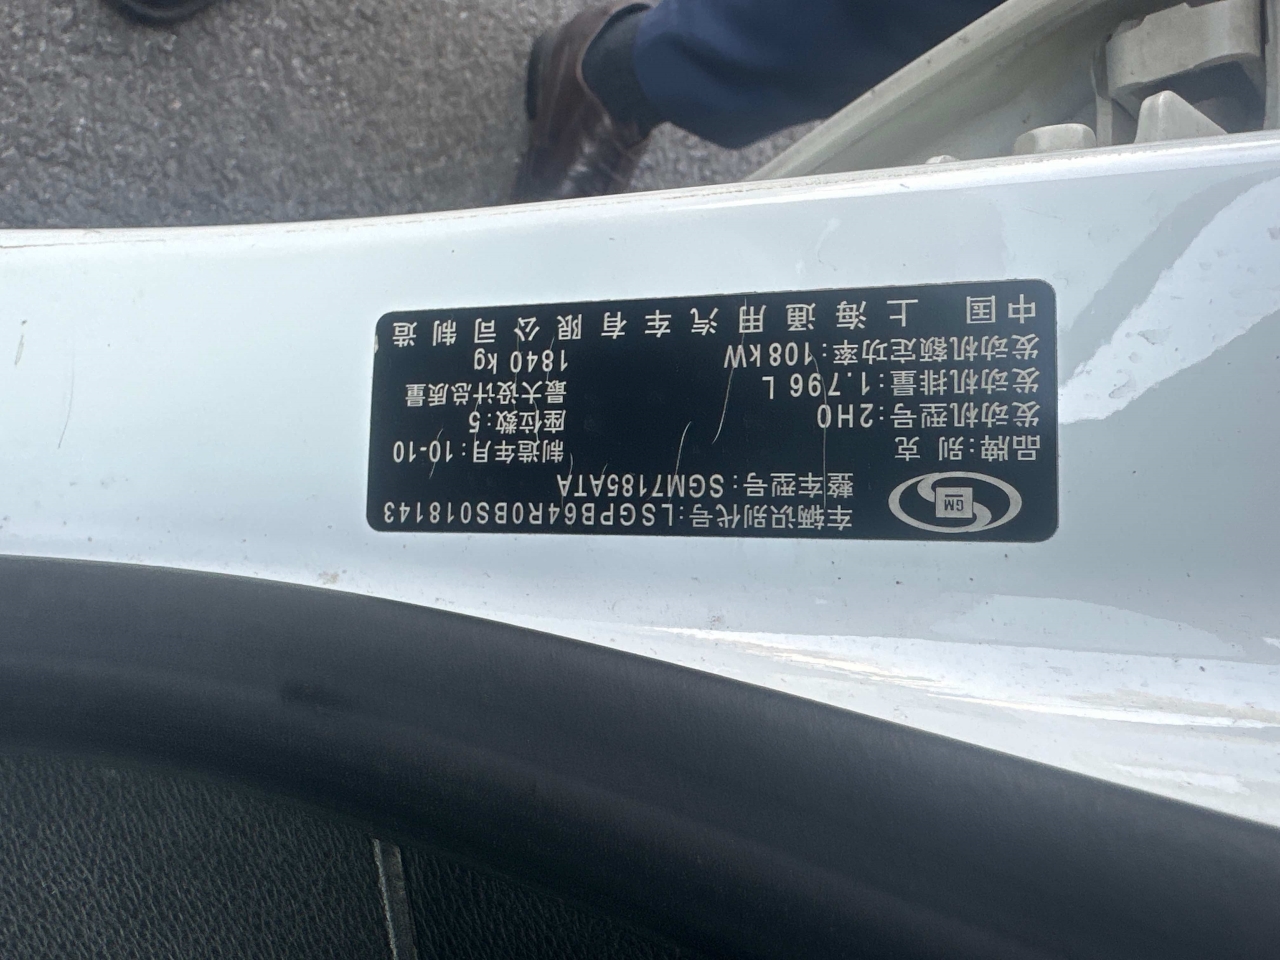 GM
车辆识别代号:LSGPB64R0BS018143
整车型号:SGM7185ATA
品牌:别 克 制造年月:10-10
发动机型号:2H0 座位数:5
发动机排量:1.796 L 最大设计总质量
发动机额定功率:108kW 1840 kg
中国 上海通用汽车有限公司制造